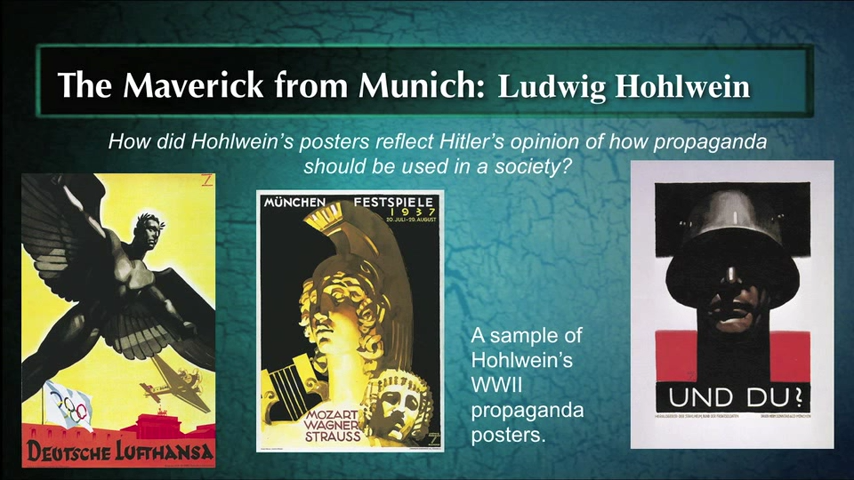 The Maverick from Munich: Ludwig Hohlwein
How did Hohlwein's posters reflect Hitler's opinion of how propaganda
should be used in a society?
DEUTSCHE LUFTHANSA
MÜNCHEN FESTSPIELE
1937
20. JULI-29. AUGUST
MOZART
WAGNER
STRAUSS
A sample of
Hohlwein's
WWII
propaganda
posters.
UND DU?